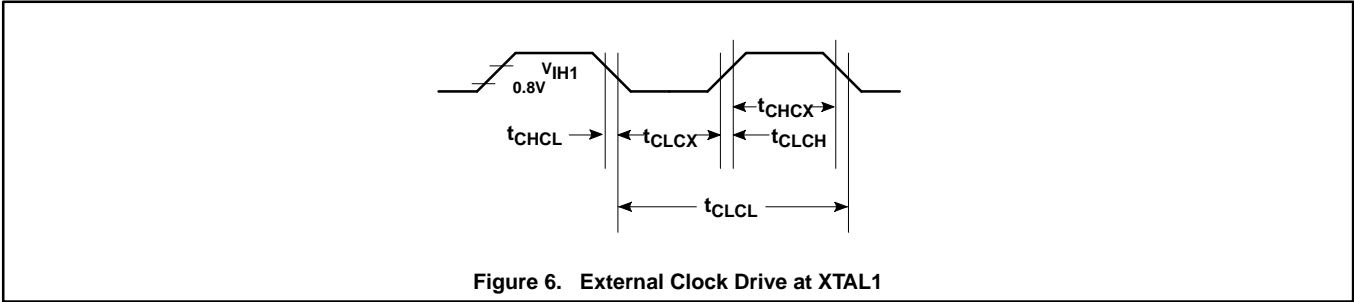 VIH1
0.8V
tCHCX
tCHCL tCLCX tCLCH
tCLCL
Figure 6. External Clock Drive at XTAL1